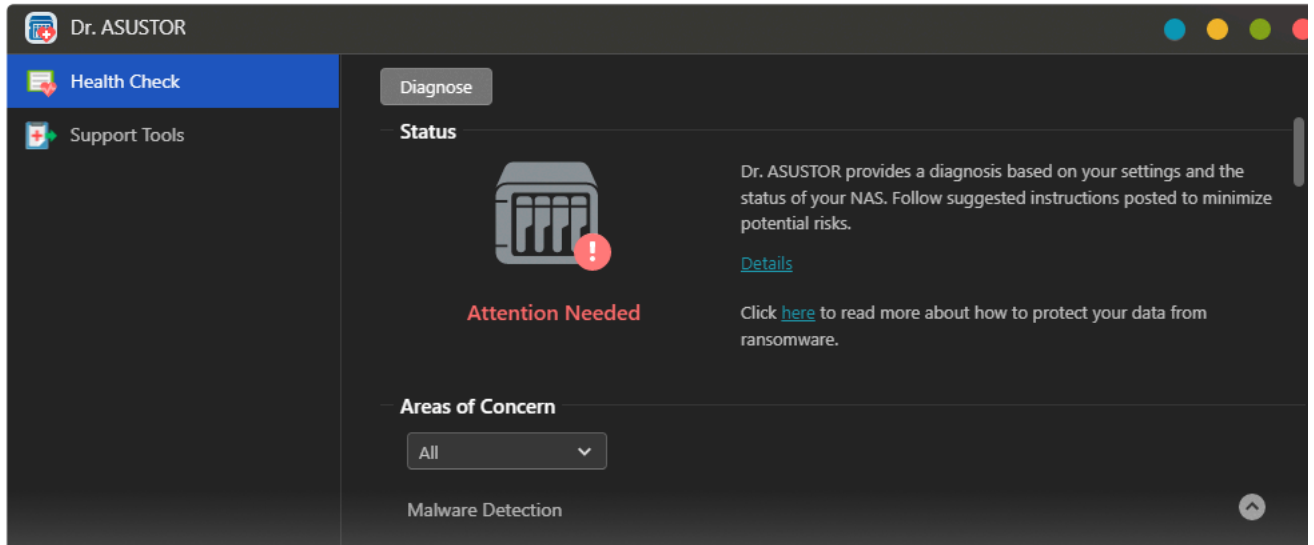 Dr. ASUSTOR
Health Check
Support Tools
Diagnose
Status
Attention Needed
Dr. ASUSTOR provides a diagnosis based on your settings and the
status of your NAS. Follow suggested instructions posted to minimize
potential risks.
Details
Click here to read more about how to protect your data from
ransomware.
Areas of Concern
All
Malware Detection